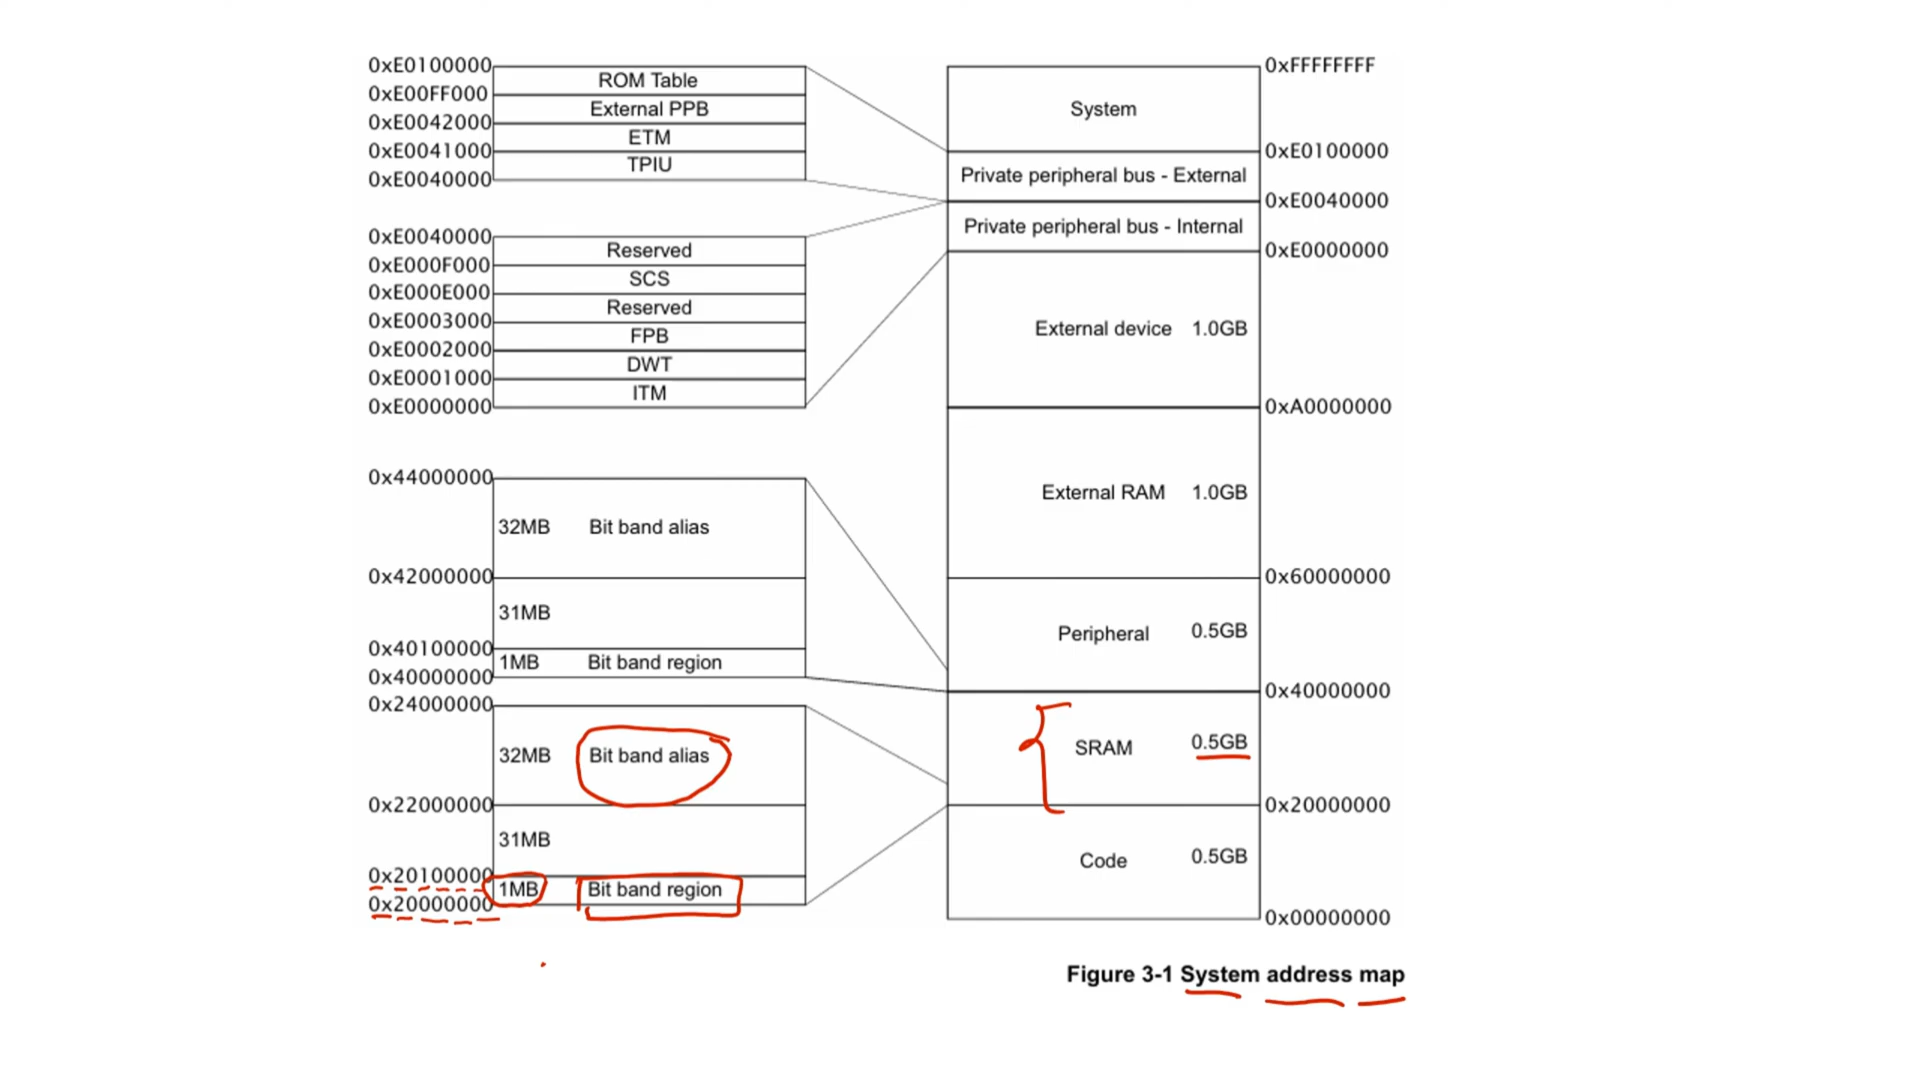 0xE0100000
ROM Table
0xE00FF000
External PPB
0xE0042000
ETM
0xE0041000
TPIU
0xE0040000
0xE0040000
Reserved
0xE000F000
SCS
0xE000E000
Reserved
0xE0003000
FPB
0xE0002000
DWT
0xE0001000
ITM
0xE0000000
0x44000000
32MB Bit band alias
0x42000000
31MB
0x40100000
1MB Bit band region
0x40000000
0x24000000
32MB Bit band alias
0x22000000
31MB
0x20100000
1MB Bit band region
0x20000000
0xFFFFFFFF
System
0xE0100000
Private peripheral bus - External
0xE0040000
Private peripheral bus - Internal
0xE0000000
External device 1.0GB
0xA0000000
External RAM 1.0GB
0x60000000
Peripheral 0.5GB
0x40000000
SRAM 0.5GB
0x20000000
Code 0.5GB
0x00000000
Figure 3-1 System address map